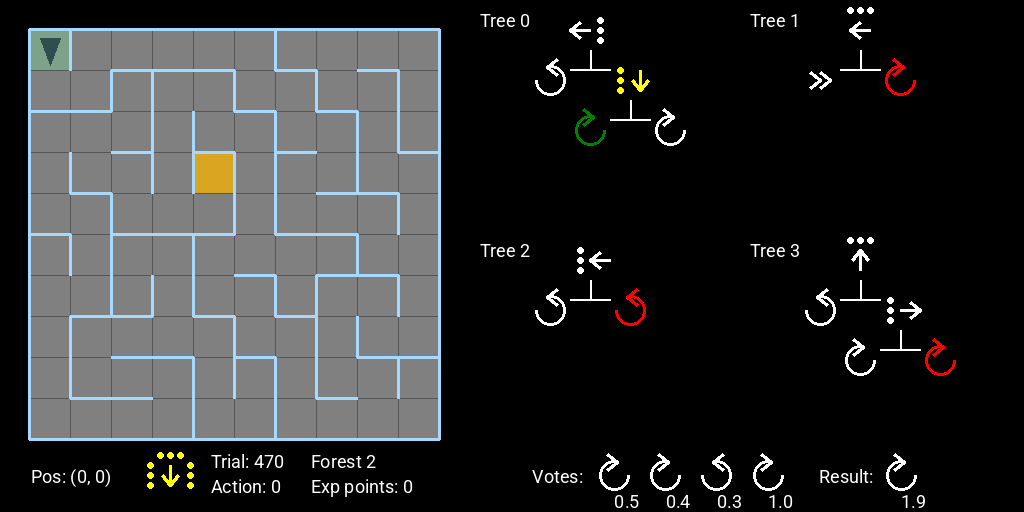 Tree 0
Tree 1
Tree 2
Tree 3
Pos: (0, 0)
Trial: 470
Forest 2
Action: 0
Exp points: 0
Votes:
0.5
0.4
0.3
1.0
Result:
1.9